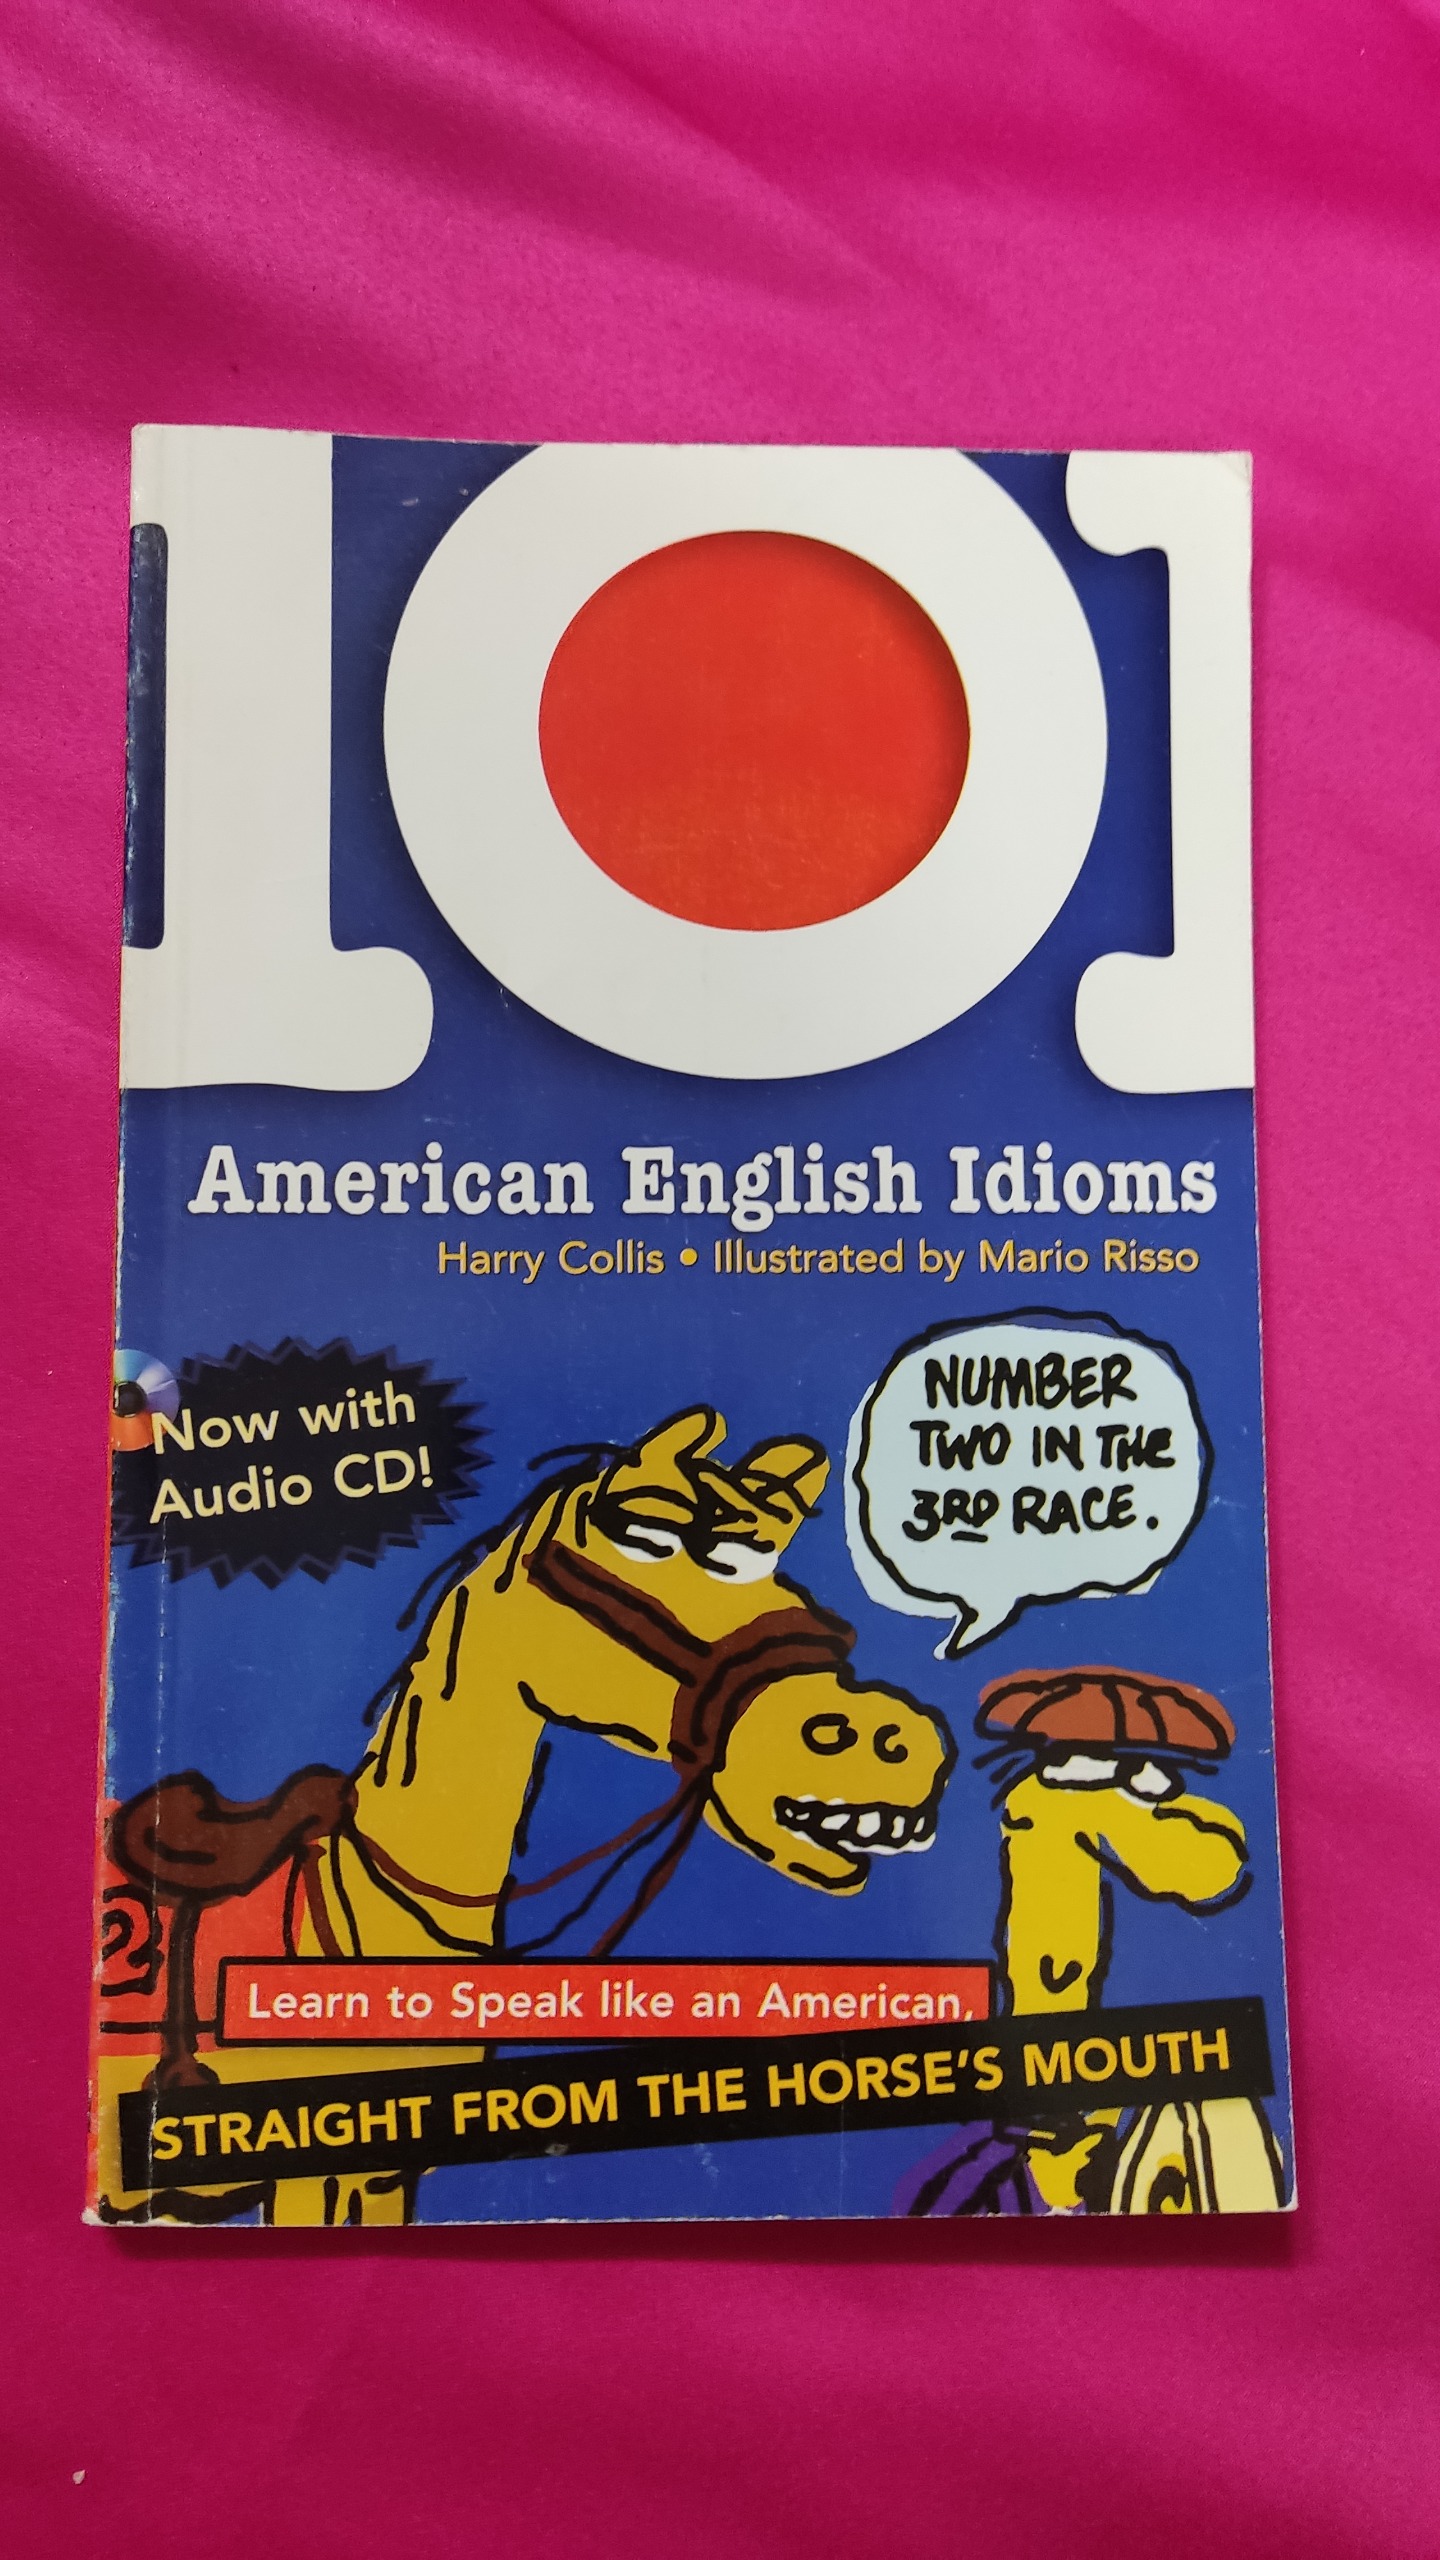 101
American English Idioms
Harry Collis • Illustrated by Mario Risso
Now with
Audio CD!
NUMBER
TWO IN THE
3RD RACE.
2
Learn to Speak like an American,
STRAIGHT FROM THE HORSE'S MOUTH